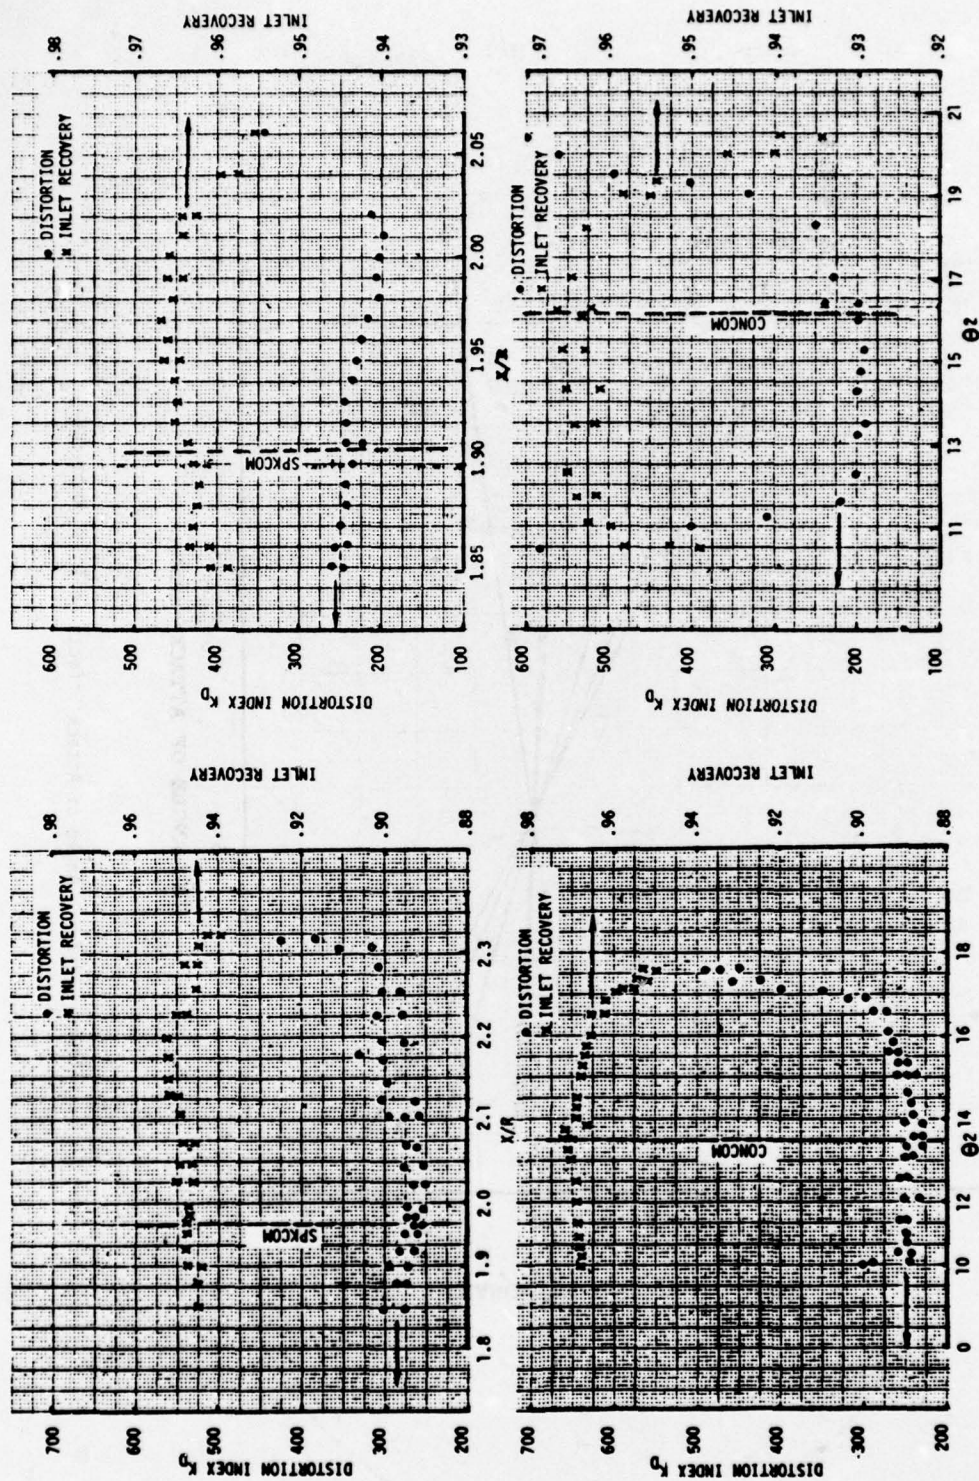 INLET RECOVERY
.98
.97
.96
.95
.94
.93
● DISTORTION
× INLET RECOVERY
SPKCOM
600
500
400
300
200
100
DISTORTION INDEX K_D
1.85
1.90
1.95
2.00
2.05
X/R
INLET RECOVERY
.97
.96
.95
.94
.93
.92
● DISTORTION
× INLET RECOVERY
CONCOM
600
500
400
300
200
100
DISTORTION INDEX K_D
11
13
15
17
19
21
θ2
INLET RECOVERY
.98
.96
.94
.92
.90
.88
● DISTORTION
× INLET RECOVERY
SPKCOM
700
600
500
400
300
200
DISTORTION INDEX K_D
1.8
1.9
2.0
2.1
2.2
2.3
X/R
INLET RECOVERY
.98
.96
.94
.92
.90
.88
● DISTORTION
× INLET RECOVERY
CONCOM
700
600
500
400
300
200
DISTORTION INDEX K_D
0
10
12
14
16
18
θ2